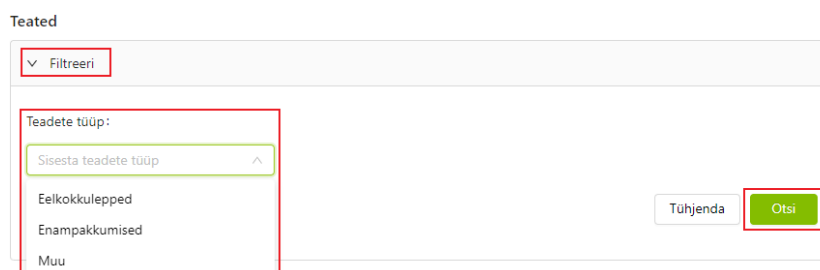 Teated
Filtreeri
Teadete tüüp:
Sisesta teadete tüüp
Eelkokkulepped
Enampakkumised
Muu
Tühjenda
Otsi